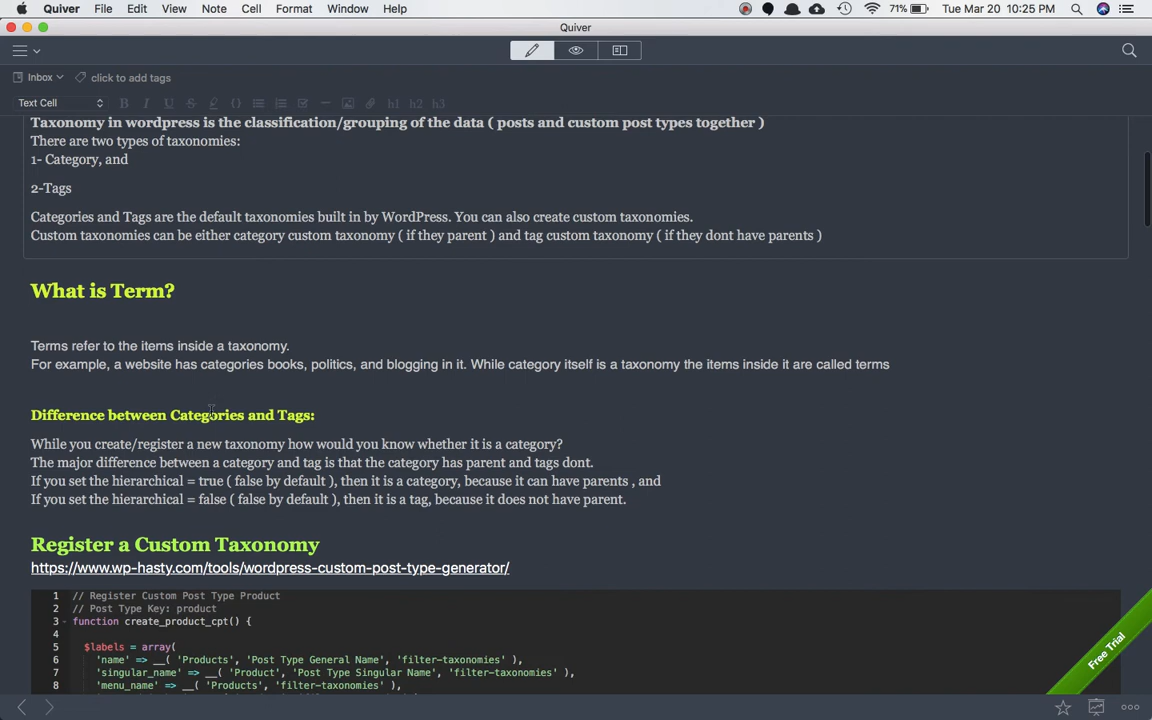 Quiver File Edit View Note Cell Format Window Help 71% Tue Mar 20 10:25 PM
Quiver
Inbox click to add tags
Text Cell B I U S {} h1 h2 h3
Taxonomy in wordpress is the classification/grouping of the data ( posts and custom post types together )
There are two types of taxonomies:
1- Category, and
2-Tags
Categories and Tags are the default taxonomies built in by WordPress. You can also create custom taxonomies.
Custom taxonomies can be either category custom taxonomy ( if they parent ) and tag custom taxonomy ( if they dont have parents )
What is Term?
Terms refer to the items inside a taxonomy.
For example, a website has categories books, politics, and blogging in it. While category itself is a taxonomy the items inside it are called terms
Difference between Categories and Tags:
While you create/register a new taxonomy how would you know whether it is a category?
The major difference between a category and tag is that the category has parent and tags dont.
If you set the hierarchical = true ( false by default ), then it is a category, because it can have parents , and
If you set the hierarchical = false ( false by default ), then it is a tag, because it does not have parent.
Register a Custom Taxonomy
https://www.wp-hasty.com/tools/wordpress-custom-post-type-generator/
1 // Register Custom Post Type Product
2 // Post Type Key: product
3 function create_product_cpt() {
4
5 $labels = array(
6 'name' => __( 'Products', 'Post Type General Name', 'filter-taxonomies' ),
7 'singular_name' => __( 'Product', 'Post Type Singular Name', 'filter-taxonomies' ),
8 'menu_name' => __( 'Products', 'filter-taxonomies' ),
Free Trial